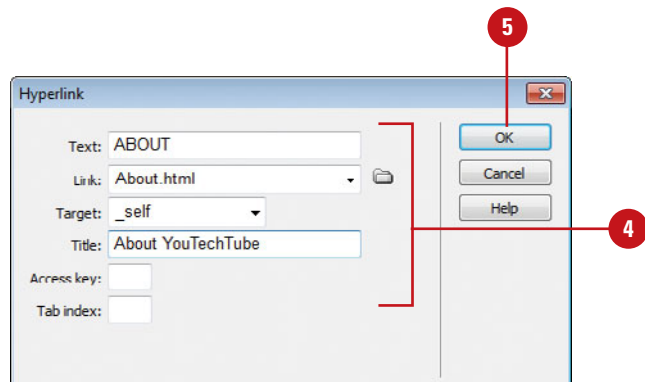 5
Hyperlink
Text: ABOUT
OK
Link: About.html
Cancel
Target: _self
Help
Title: About YouTechTube
4
Access key:
Tab index: